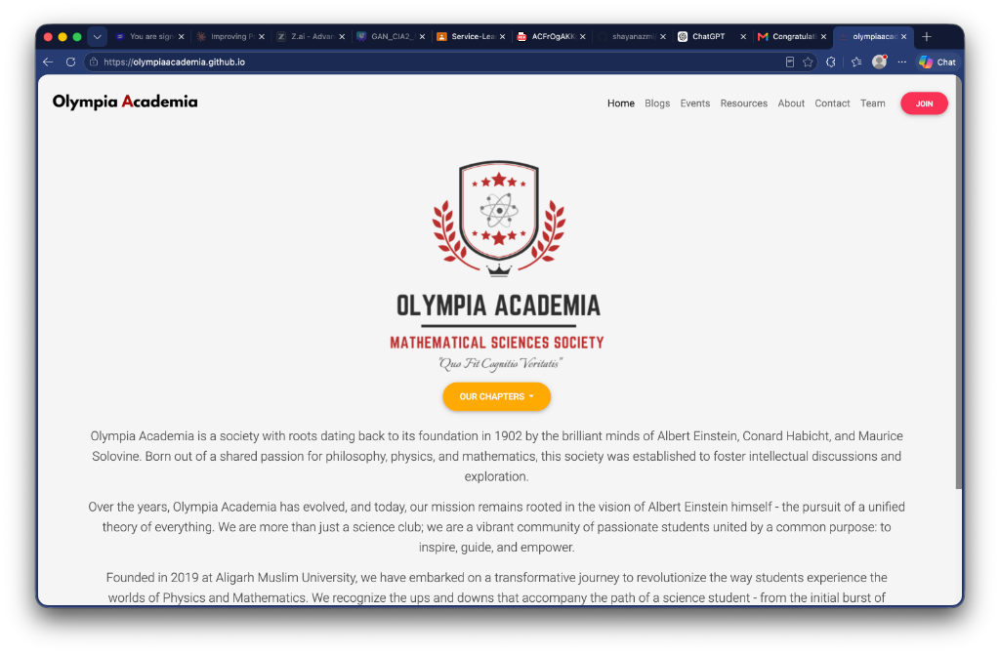 You are sign
Improving P
Z.ai - Advan
GAN_CIA2_
Service-Lea
ACFrOgAKK
shayanazmi
ChatGPT
Congratulati
olympiaacad
https://olympiaacademia.github.io
Chat
Olympia Academia
Home Blogs Events Resources About Contact Team JOIN
OLYMPIA ACADEMIA
MATHEMATICAL SCIENCES SOCIETY
"Quo Fit Cognitio Veritatis"
OUR CHAPTERS
Olympia Academia is a society with roots dating back to its foundation in 1902 by the brilliant minds of Albert Einstein, Conard Habicht, and Maurice
Solovine. Born out of a shared passion for philosophy, physics, and mathematics, this society was established to foster intellectual discussions and
exploration.
Over the years, Olympia Academia has evolved, and today, our mission remains rooted in the vision of Albert Einstein himself - the pursuit of a unified
theory of everything. We are more than just a science club; we are a vibrant community of passionate students united by a common purpose: to
inspire, guide, and empower.
Founded in 2019 at Aligarh Muslim University, we have embarked on a transformative journey to revolutionize the way students experience the
worlds of Physics and Mathematics. We recognize the ups and downs that accompany the path of a science student - from the initial burst of